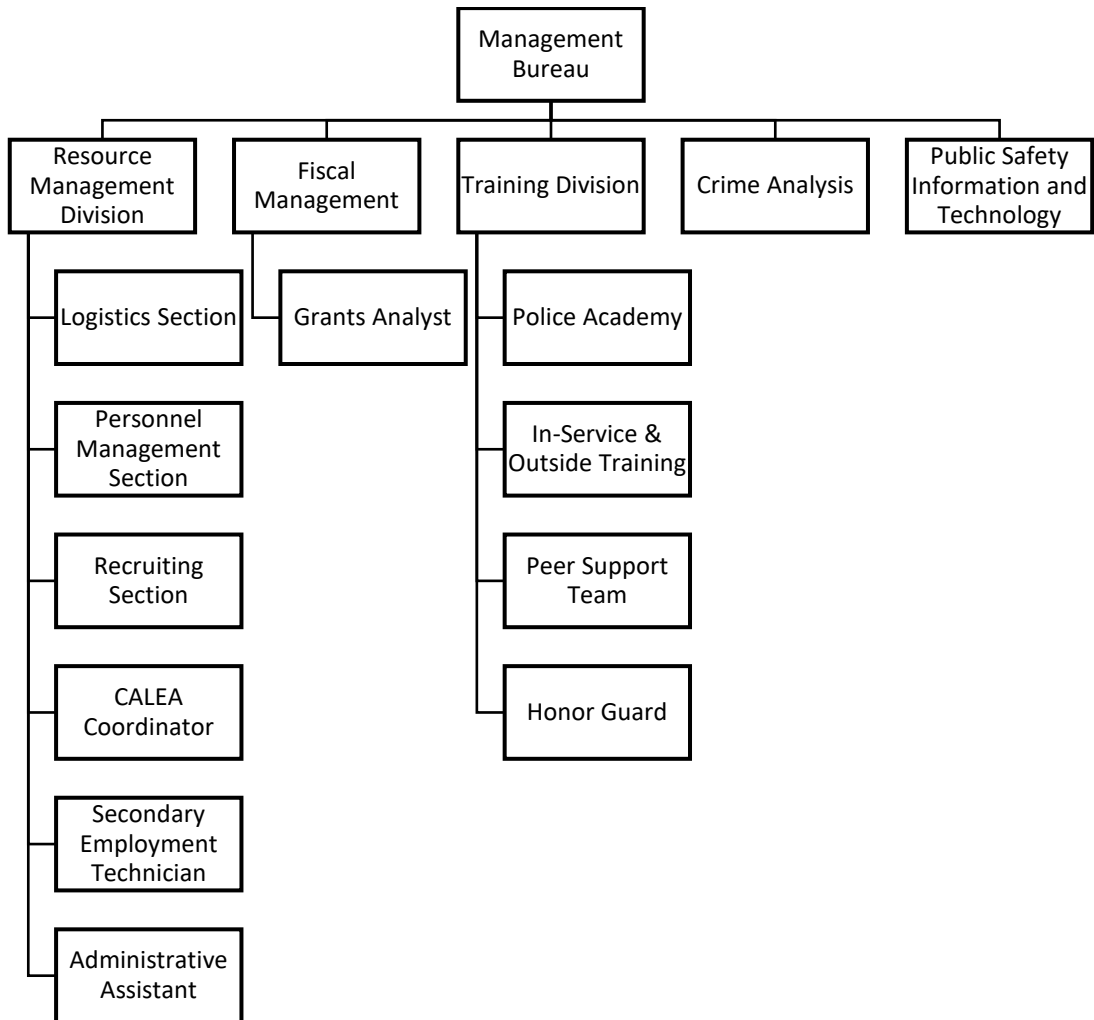 Management
Bureau
Resource
Management
Division
Fiscal
Management
Training Division
Crime Analysis
Public Safety
Information and
Technology
Logistics Section
Personnel
Management
Section
Recruiting
Section
CALEA
Coordinator
Secondary
Employment
Technician
Administrative
Assistant
Grants Analyst
Police Academy
In-Service &
Outside Training
Peer Support
Team
Honor Guard